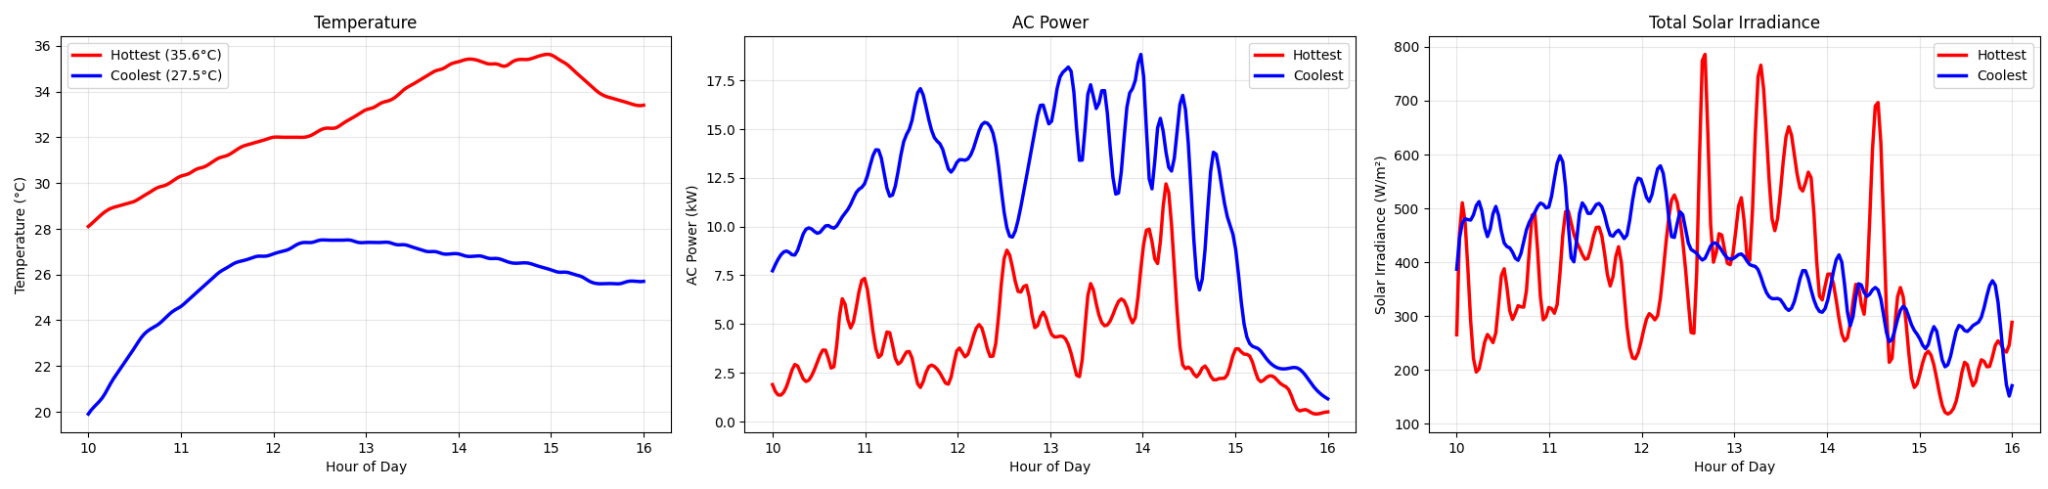 Temperature
Temperature (°C)
36
34
32
30
28
26
24
22
20
Hottest (35.6°C)
Coolest (27.5°C)
10 11 12 13 14 15 16
Hour of Day
AC Power
AC Power (kW)
17.5
15.0
12.5
10.0
7.5
5.0
2.5
0.0
Hottest
Coolest
10 11 12 13 14 15 16
Hour of Day
Total Solar Irradiance
Solar Irradiance (W/m²)
800
700
600
500
400
300
200
100
Hottest
Coolest
10 11 12 13 14 15 16
Hour of Day